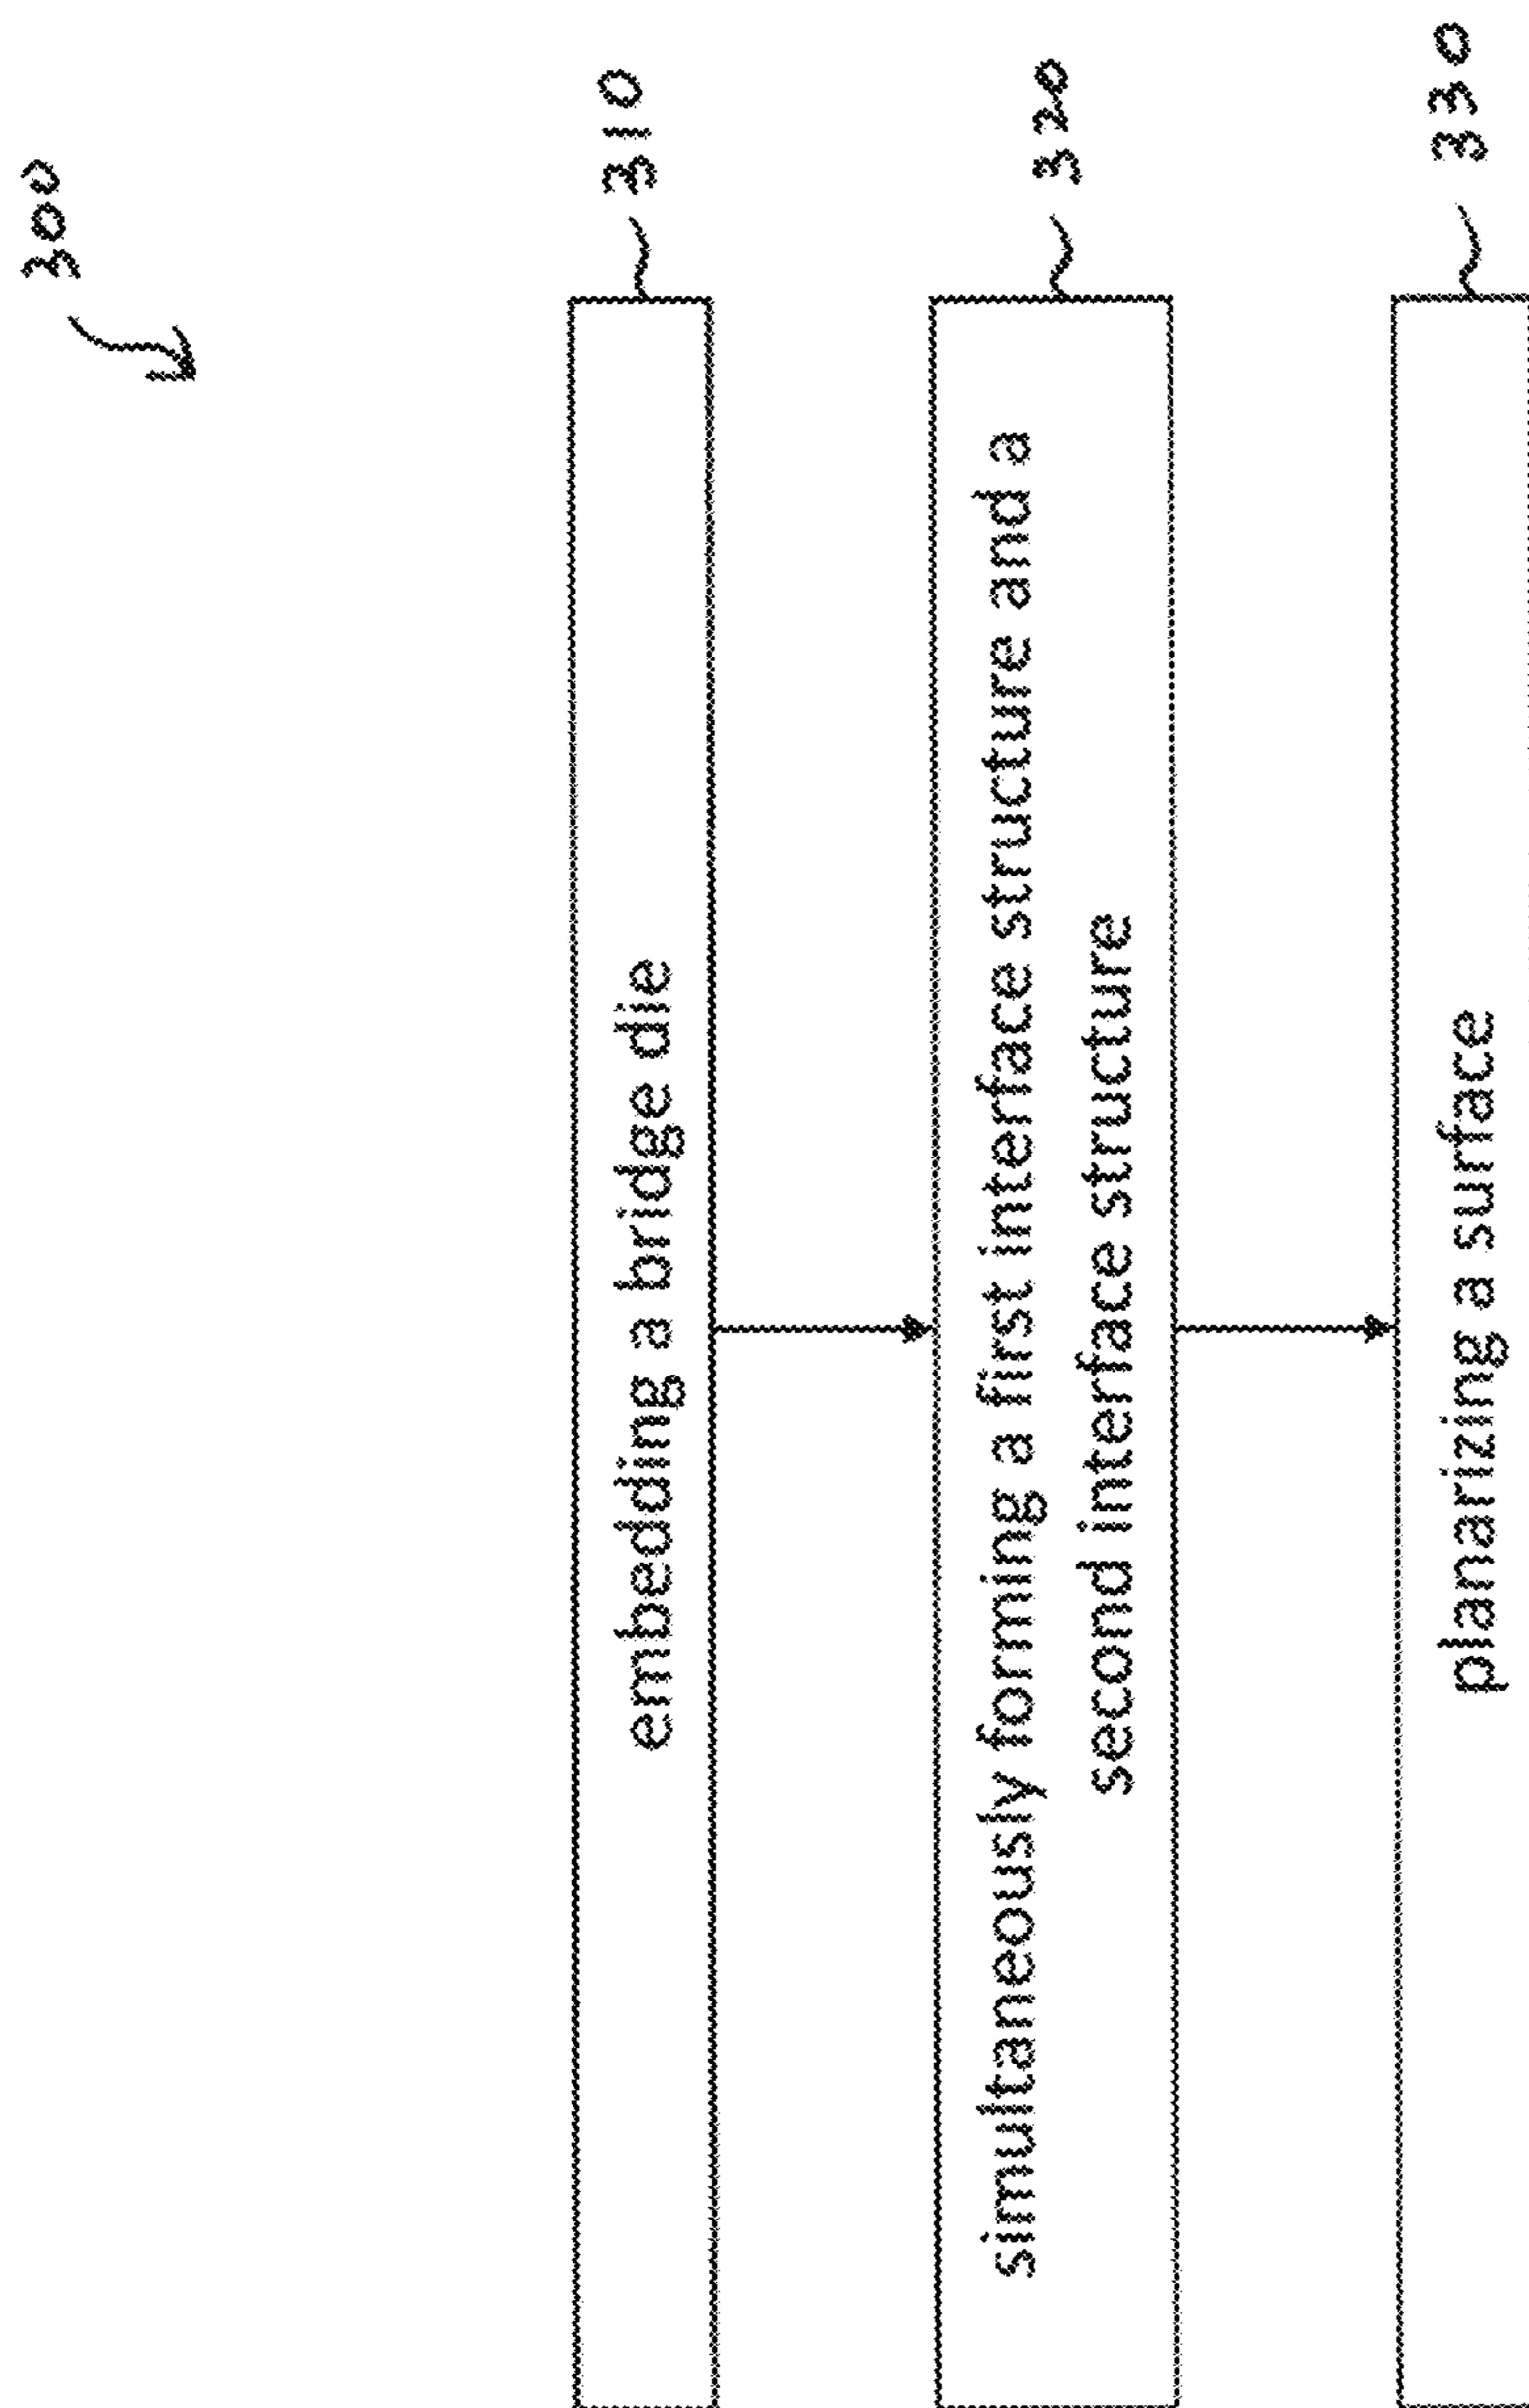 300
embedding a bridge die
310
simultaneously forming a first interface structure and a
second interface structure
320
planarizing a surface
330